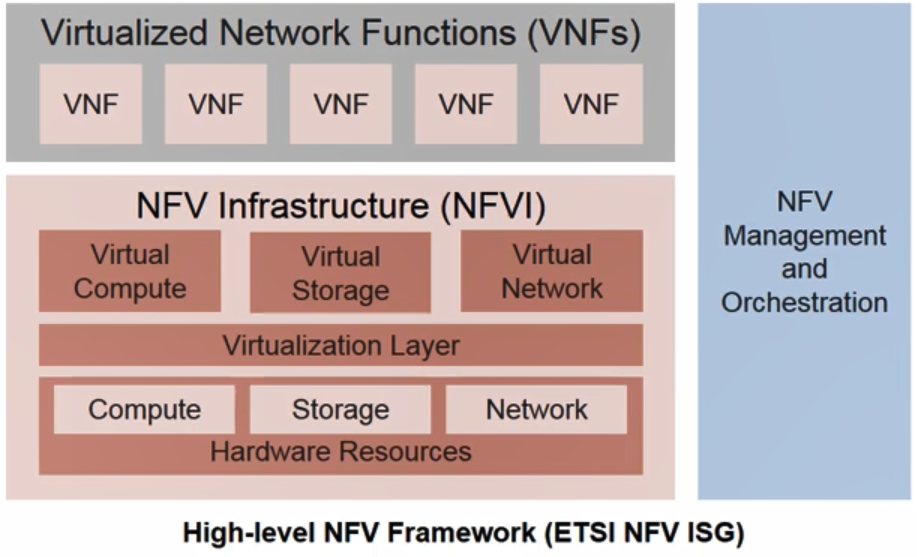 Virtualized Network Functions (VNFs)
VNF VNF VNF VNF VNF
NFV Infrastructure (NFVI)
Virtual
Compute
Virtual
Storage
Virtual
Network
Virtualization Layer
Compute Storage Network
Hardware Resources
NFV
Management
and
Orchestration
High-level NFV Framework (ETSI NFV ISG)